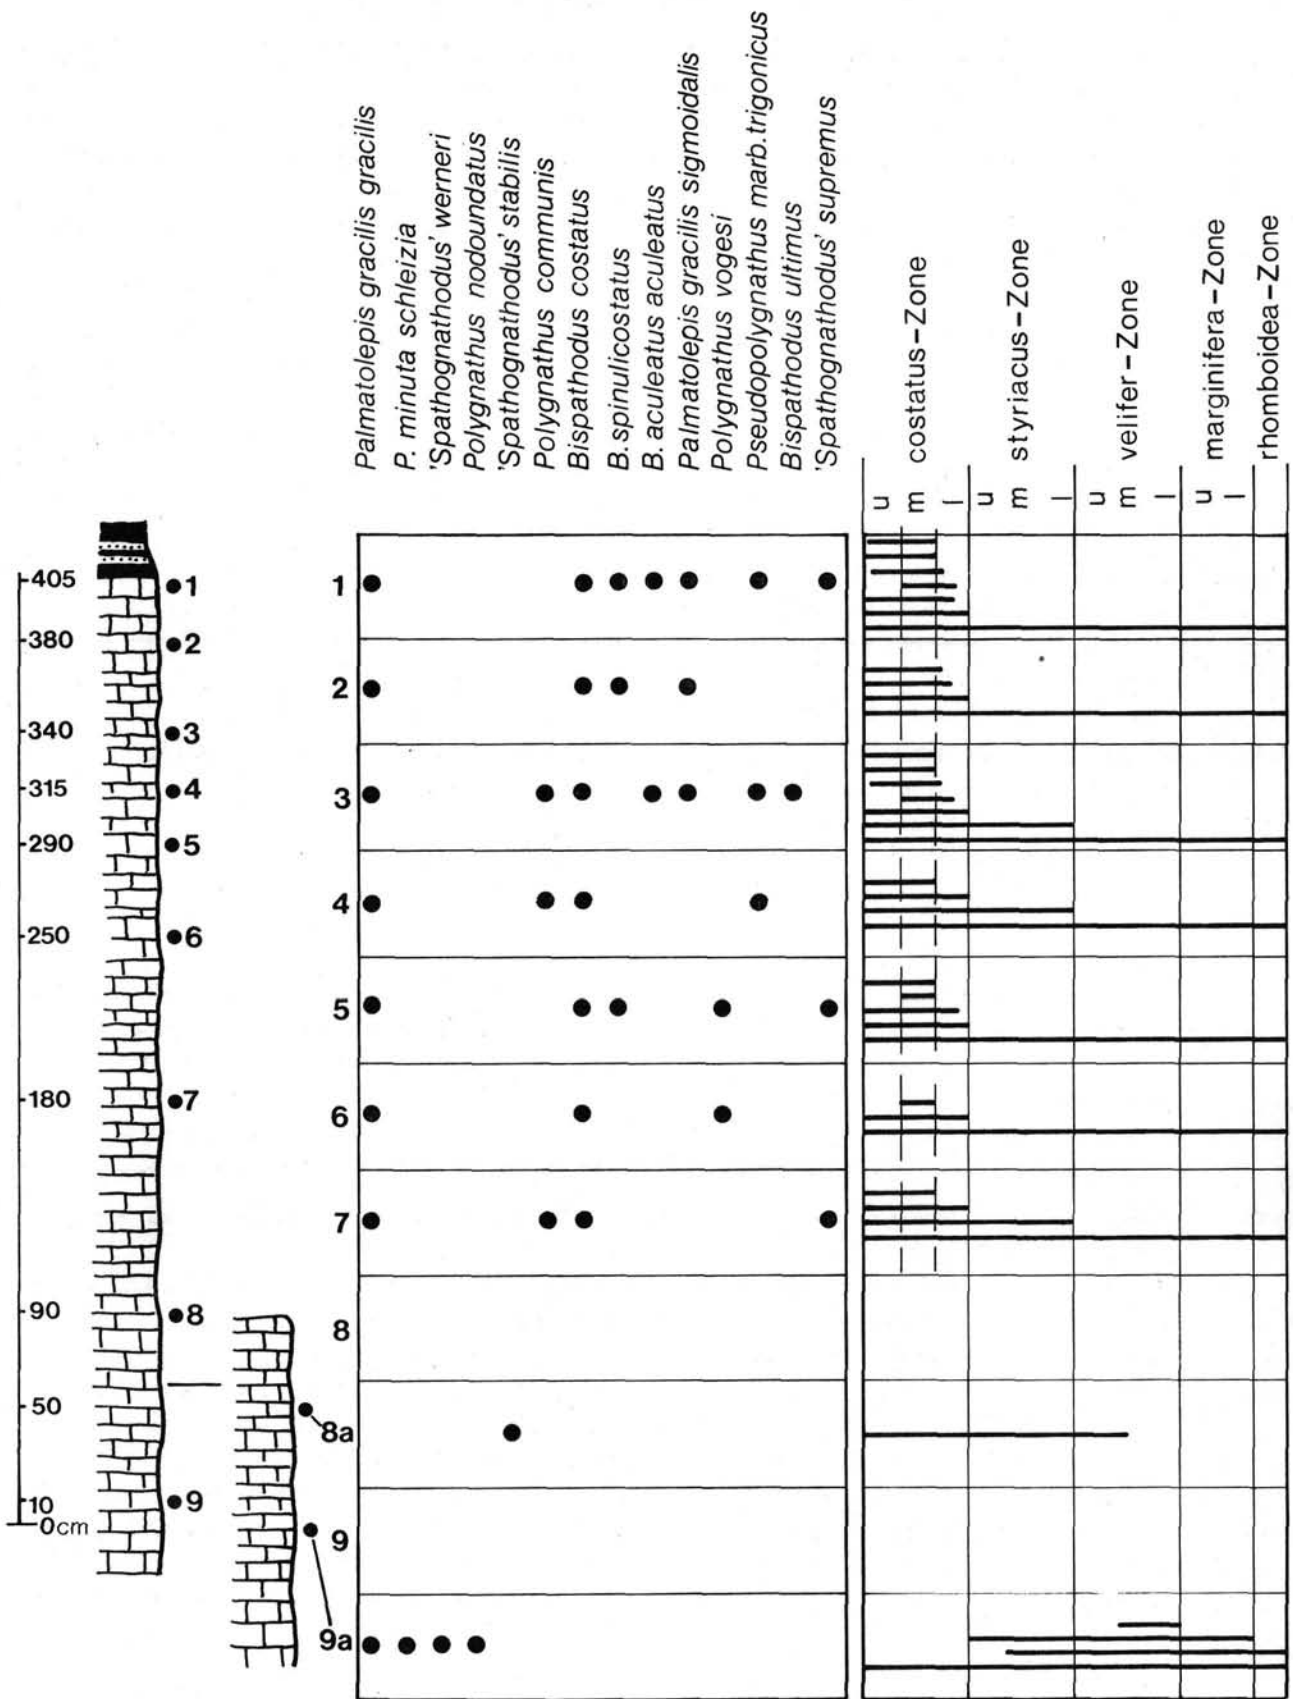 Palmatolepis gracilis gracilis
P. minuta schleizia
'Spathognathodus' werneri
Polygnathus nodoundatus
'Spathognathodus' stabilis
Polygnathus communis
Bispathodus costatus
B. spinulicostatus
B. aculeatus aculeatus
Palmatolepis gracilis sigmoidalis
Polygnathus vogesi
Pseudopolygnathus marb. trigonicus
Bispathodus ultimus
'Spathognathodus' supremus
costatus-Zone
styriacus-Zone
velifer-Zone
marginifera-Zone
rhomboidea-Zone
u
m
l
u
m
l
u
m
l
u
l
405
380
340
315
290
250
180
90
50
10
0cm
1
2
3
4
5
6
7
8
9
1
2
3
4
5
6
7
8
8a
9
9a